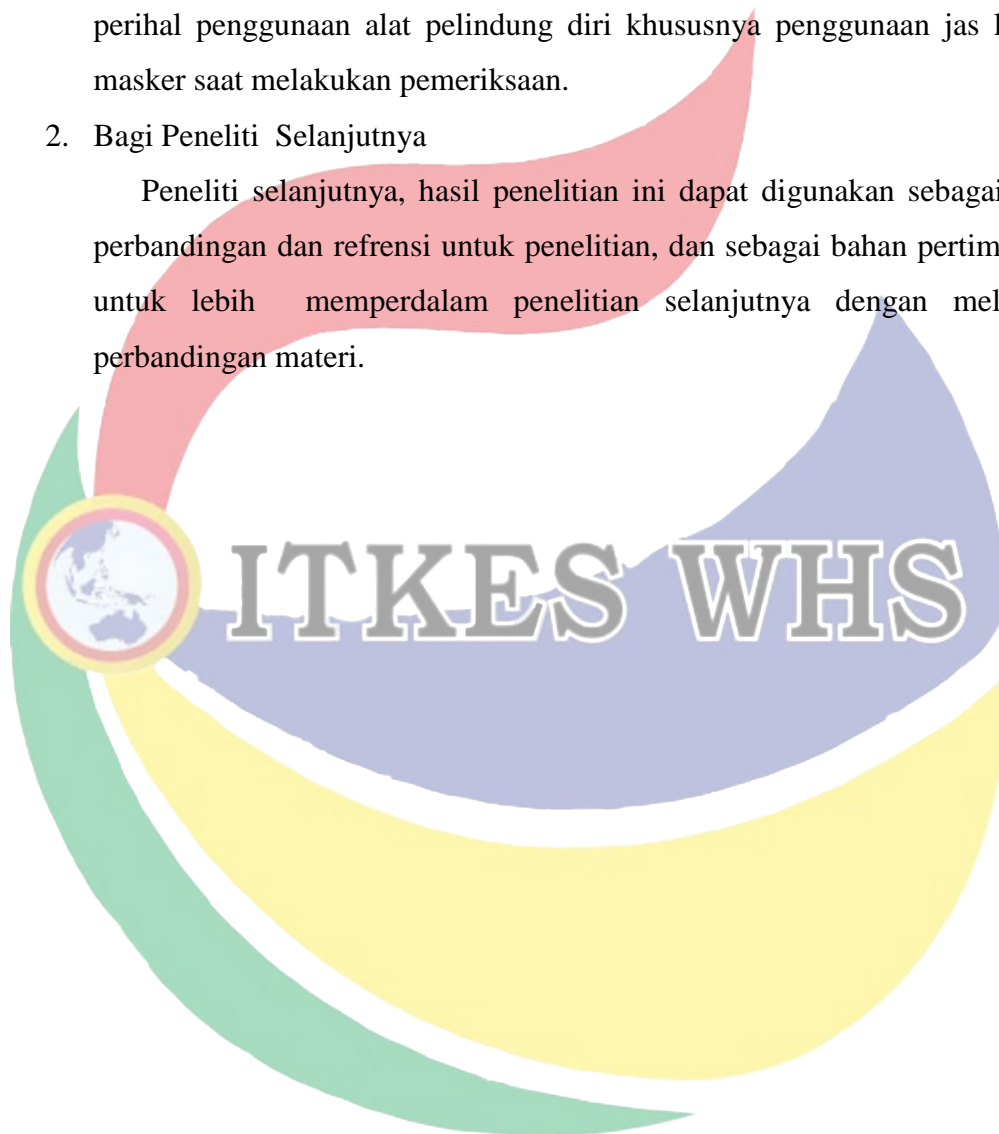 perihal penggunaan alat pelindung diri khususnya penggunaan jas
masker saat melakukan pemeriksaan.
2. Bagi Peneliti Selanjutnya
Peneliti selanjutnya, hasil penelitian ini dapat digunakan sebagai
perbandingan dan refrensi untuk penelitian, dan sebagai bahan
untuk lebih memperdalam penelitian selanjutnya dengan
perbandingan materi.
ITKES WHS